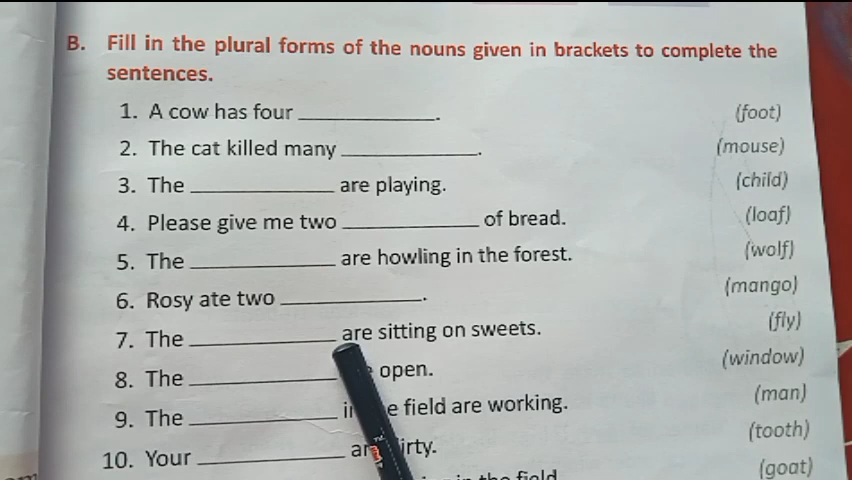 B. Fill in the plural forms of the nouns given in brackets to complete the
sentences.
1. A cow has four ____________. (foot)
2. The cat killed many ____________. (mouse)
3. The ____________ are playing. (child)
4. Please give me two ____________ of bread. (loaf)
5. The ____________ are howling in the forest. (wolf)
6. Rosy ate two ____________. (mango)
7. The ____________ are sitting on sweets. (fly)
8. The ____________ open. (window)
9. The ____________ field are working. (man)
10. Your ____________ (tooth)
in the field (goat)